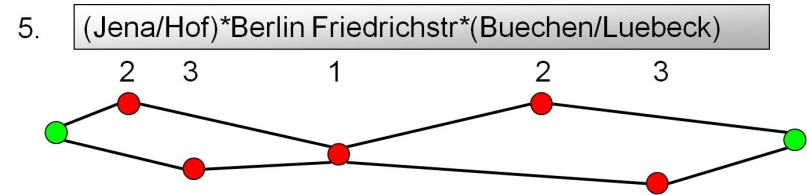 5. (Jena/Hof)*Berlin Friedrichstr*(Buechen/Luebeck)
2 3 1 2 3